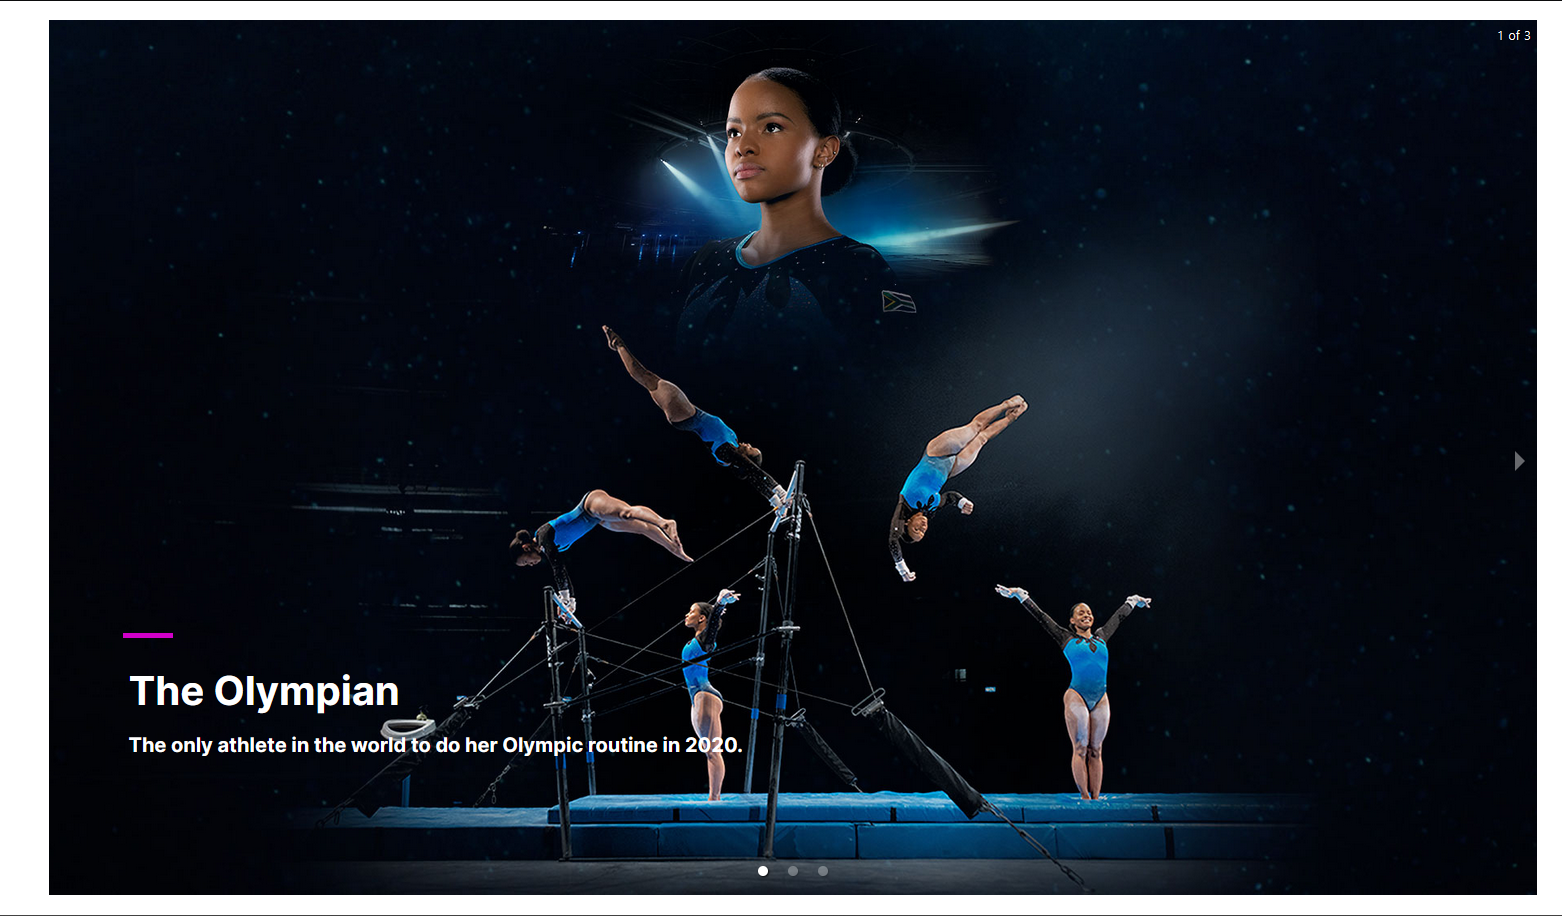 1 of 3
The Olympian
The only athlete in the world to do her Olympic routine in 2020.